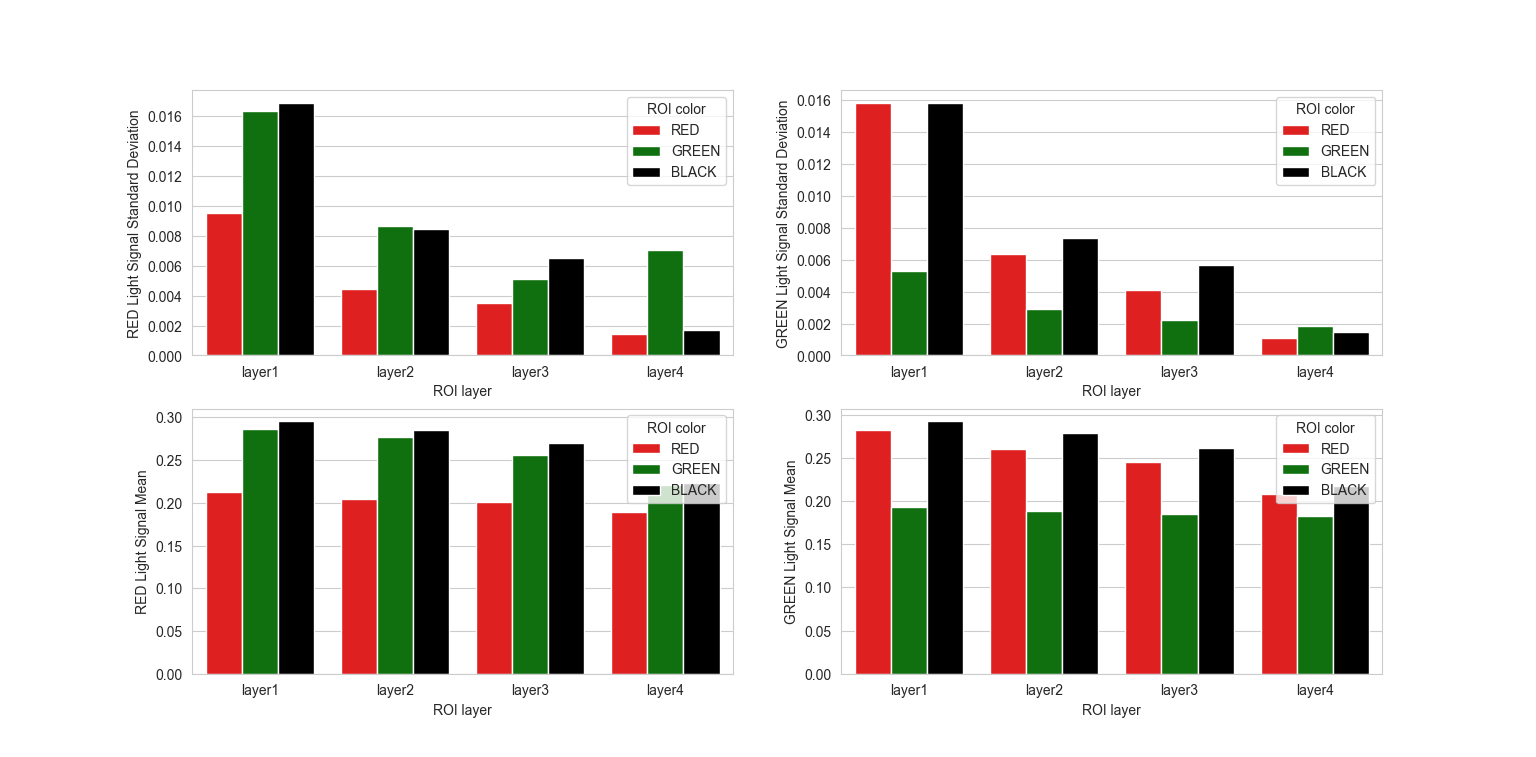 RED Light Signal Standard Deviation
0.016
0.014
0.012
0.010
0.008
0.006
0.004
0.002
0.000
layer1 layer2 layer3 layer4
ROI layer
ROI color
RED
GREEN
BLACK
GREEN Light Signal Standard Deviation
0.016
0.014
0.012
0.010
0.008
0.006
0.004
0.002
0.000
layer1 layer2 layer3 layer4
ROI layer
ROI color
RED
GREEN
BLACK
RED Light Signal Mean
0.30
0.25
0.20
0.15
0.10
0.05
0.00
layer1 layer2 layer3 layer4
ROI layer
ROI color
RED
GREEN
BLACK
GREEN Light Signal Mean
0.30
0.25
0.20
0.15
0.10
0.05
0.00
layer1 layer2 layer3 layer4
ROI layer
ROI color
RED
GREEN
BLACK